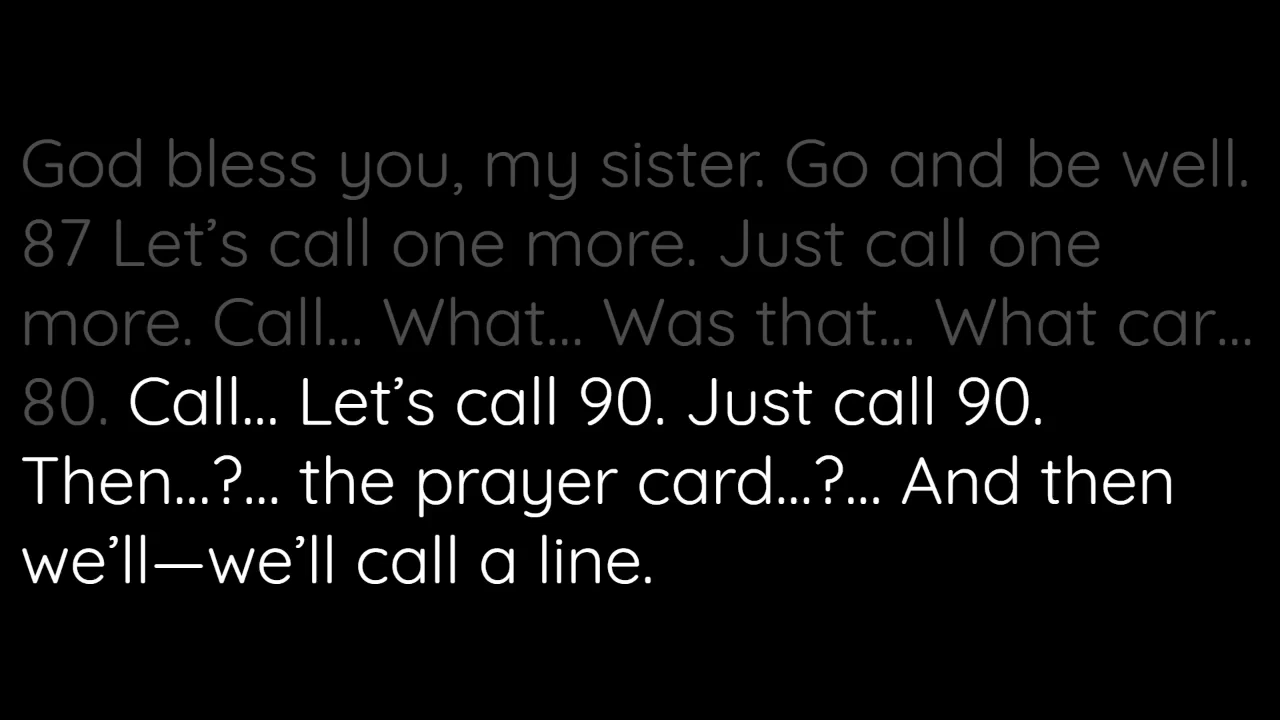 God bless you, my sister. Go and be well.
87 Let’s call one more. Just call one
more. Call... What... Was that... What car...
80. Call... Let’s call 90. Just call 90.
Then...?... the prayer card...?... And then
we’ll—we’ll call a line.